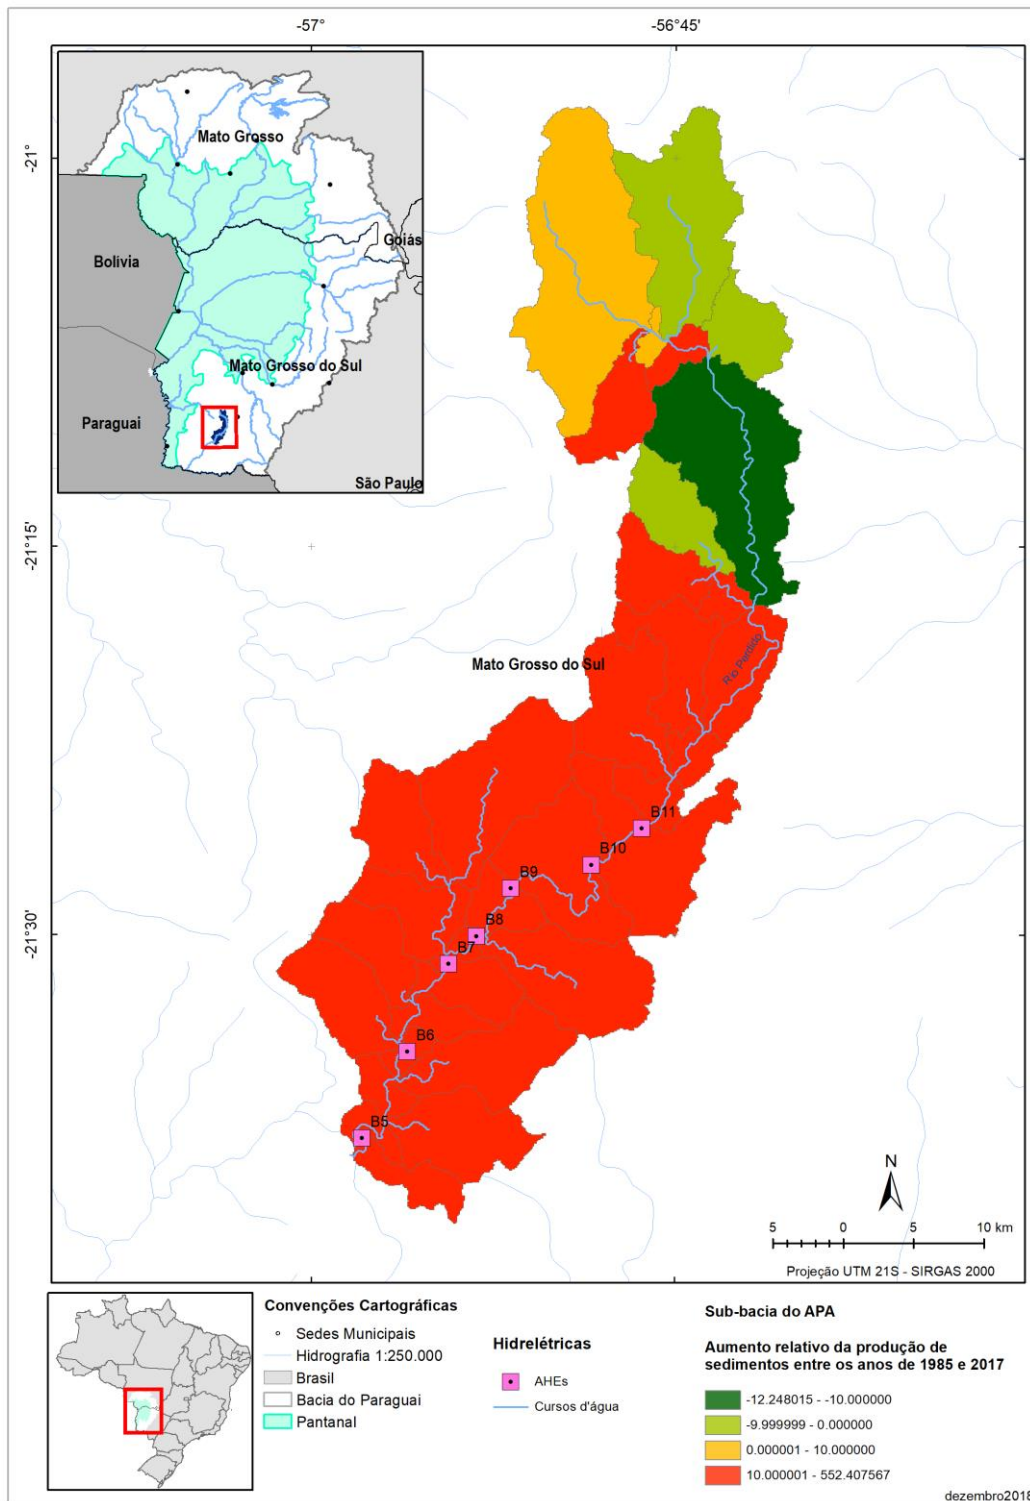 -57°
-56°45'
-21°
-21°15'
-21°30'
Mato Grosso
Goiás
Bolivia
Mato Grosso do Sul
Paraguai
São Paulo
Mato Grosso do Sul
Rio Perdido
B11
B10
B9
B8
B7
B6
B5
N
5 0 5 10 km
Projeção UTM 21S - SIRGAS 2000
Convenções Cartográficas
Sedes Municipais
Hidrografia 1:250.000
Brasil
Bacia do Paraguai
Pantanal
Hidrelétricas
AHEs
Cursos d'água
Sub-bacia do APA
Aumento relativo da produção de
sedimentos entre os anos de 1985 e 2017
-12.248015 - -10.000000
-9.999999 - 0.000000
0.000001 - 10.000000
10.000001 - 552.407567
dezembro2018